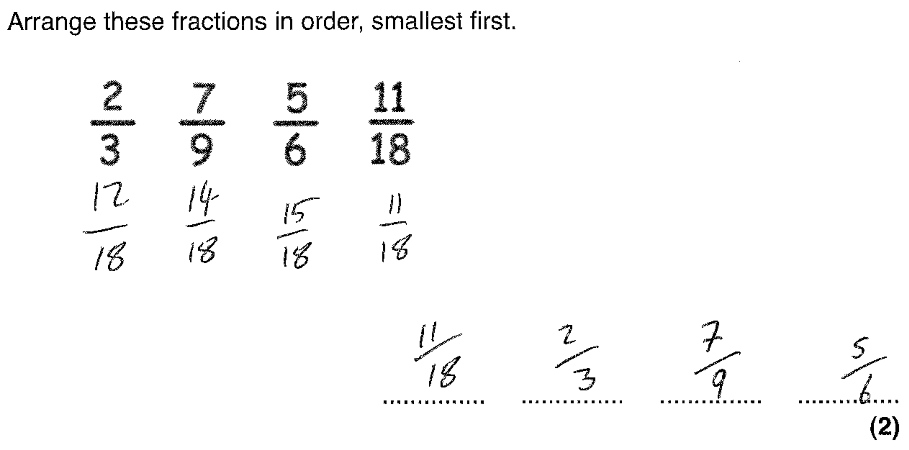 Arrange these fractions in order, smallest first.
2/3 7/9 5/6 11/18
12/18 14/18 15/18 11/18
11/18 2/3 7/9 5/6
(2)